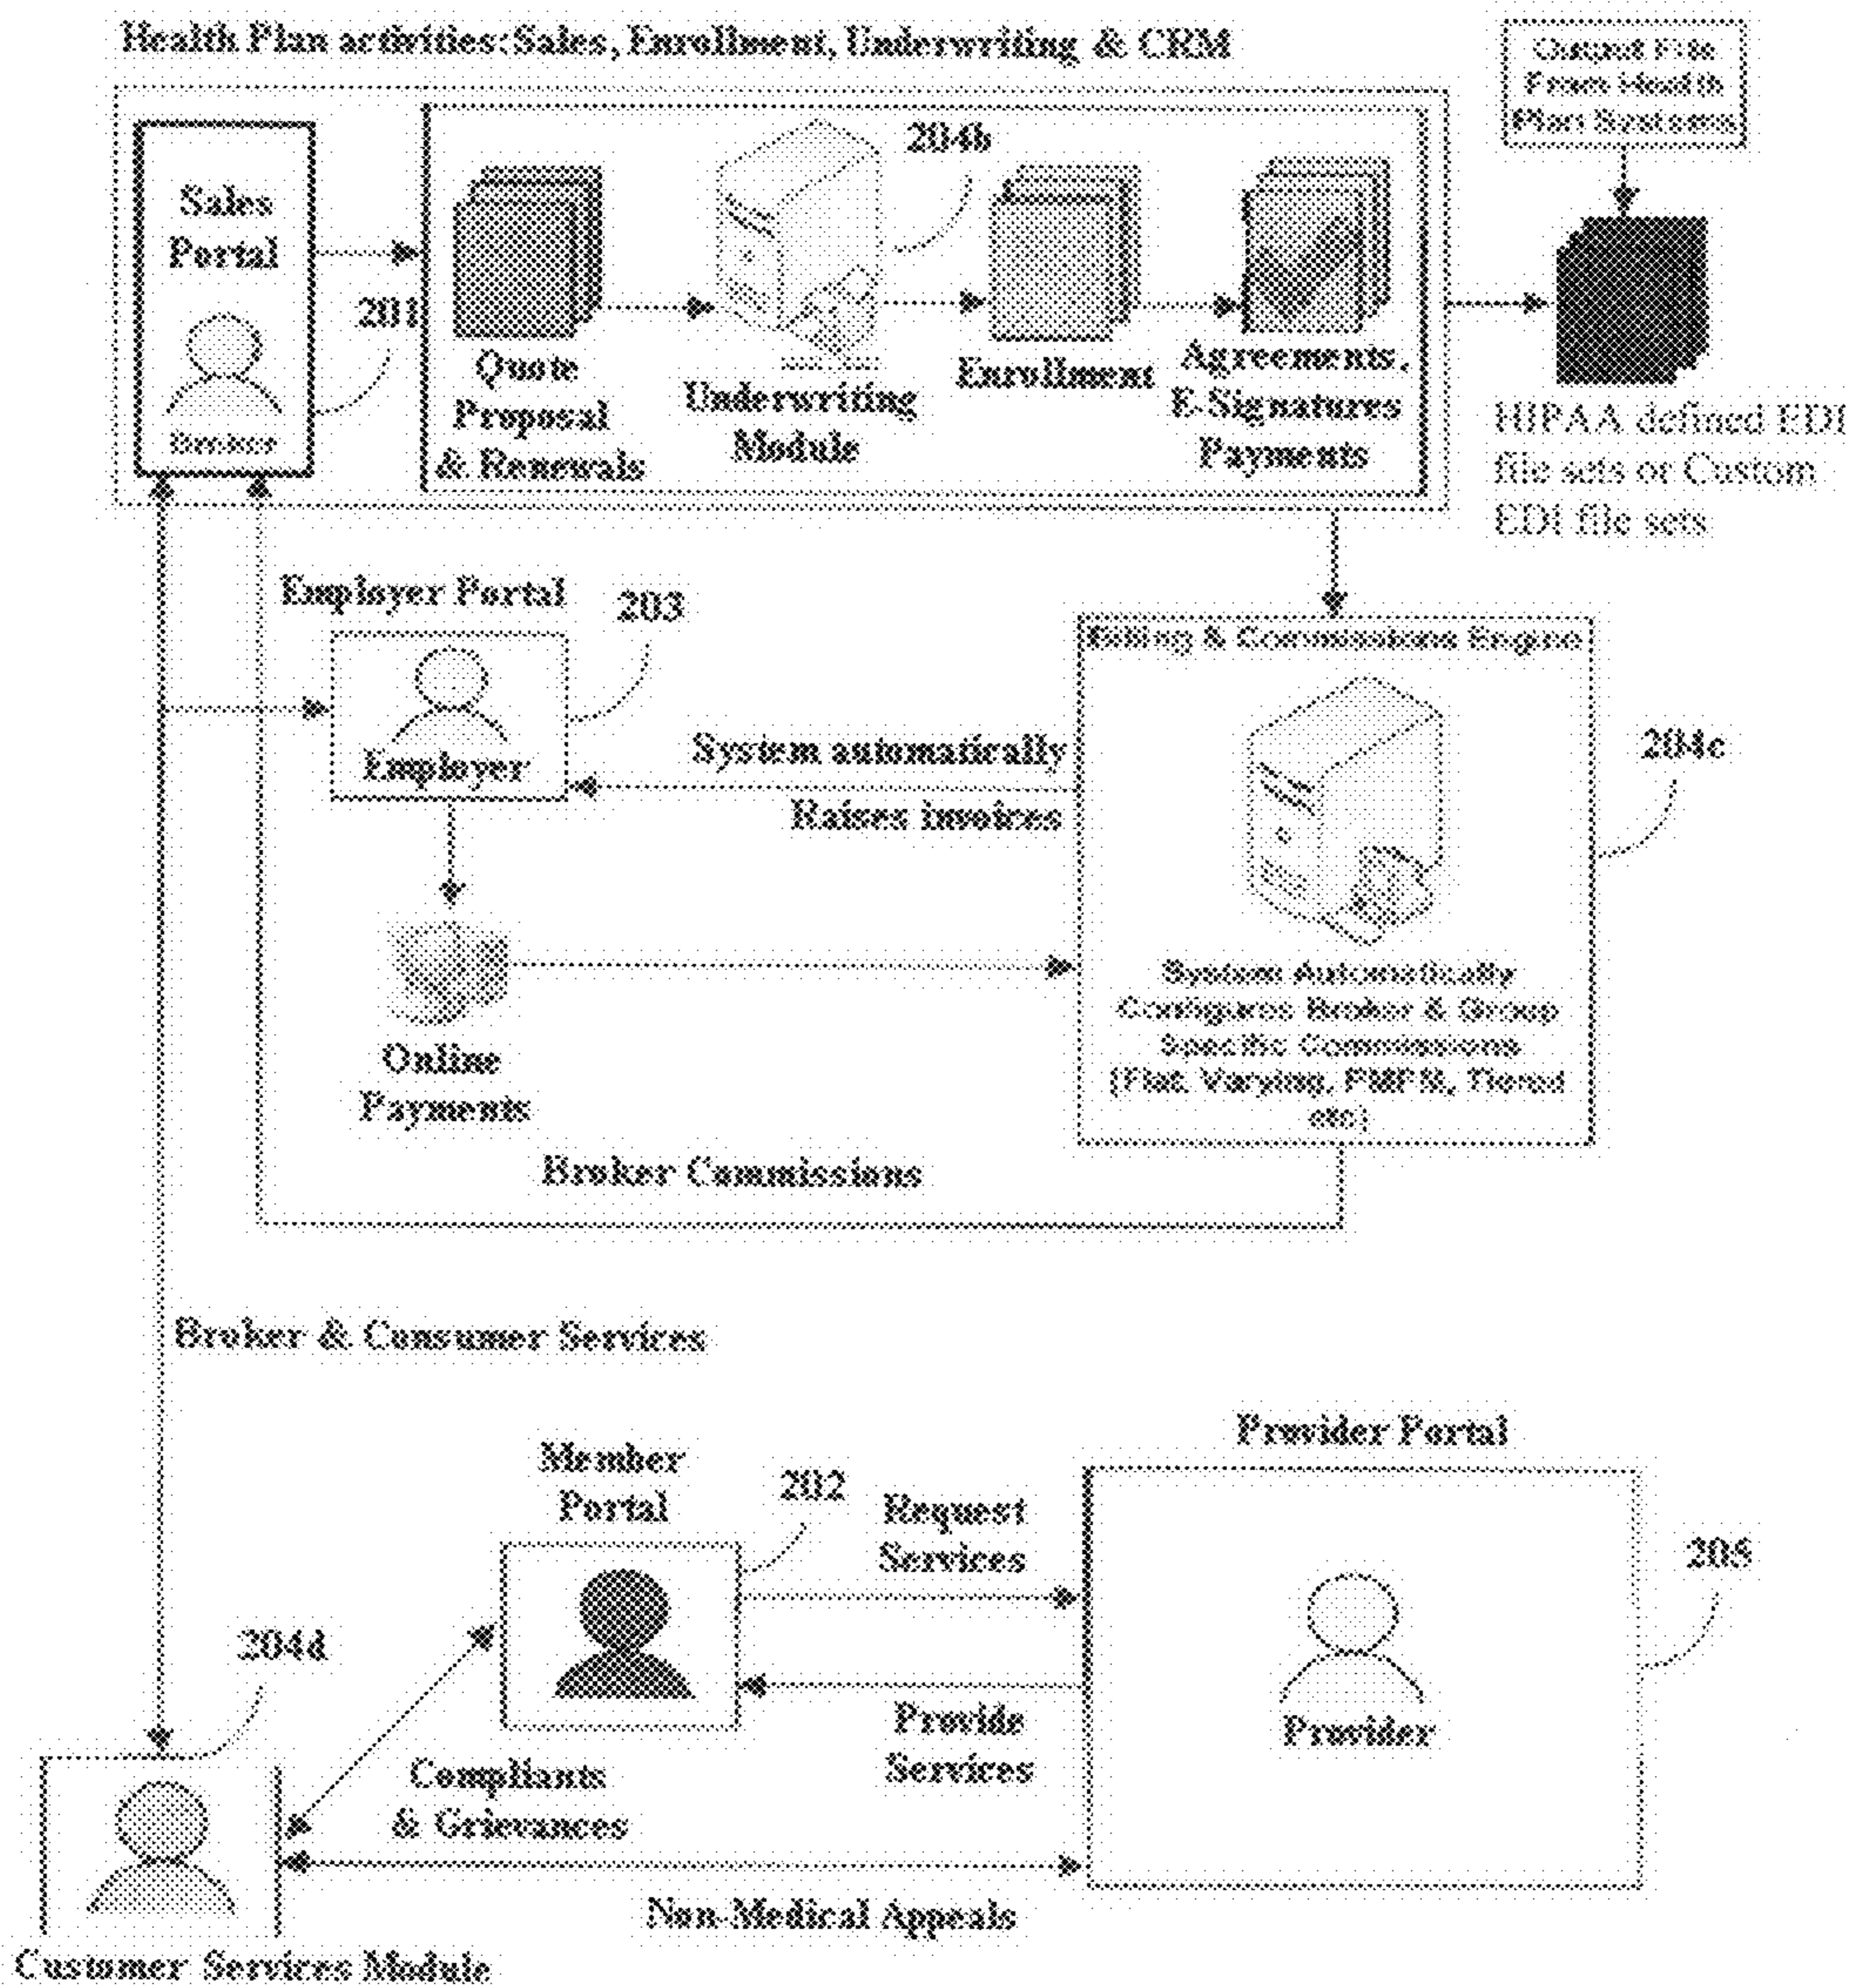 Health Plan activities:Sales, Enrollment, Underwriting & CRM
Output File
From Health
Plan Systems
204b
Sales
Portal
201
Broker
Quote
Proposal
& Renewals
Underwriting
Module
Enrollment
Agreements.
E-Signatures
Payments
HIPAA defined EDI
file sets or Custom
EDI file sets
Employer Portal
203
Employer
Billing & Commissions Engine
204c
System automatically
Raises invoices
System Automatically
Configures Broker & Group
Specific Commissions
(Flat, Varying, PMPM, Tiered
etc)
Online
Payments
Broker Commissions
Broker & Consumer Services
Provider Portal
Member
Portal
202
Request
Services
205
204d
Provide
Services
Provider
Compliants
& Grievances
Non-Medical Appeals
Customer Services Module